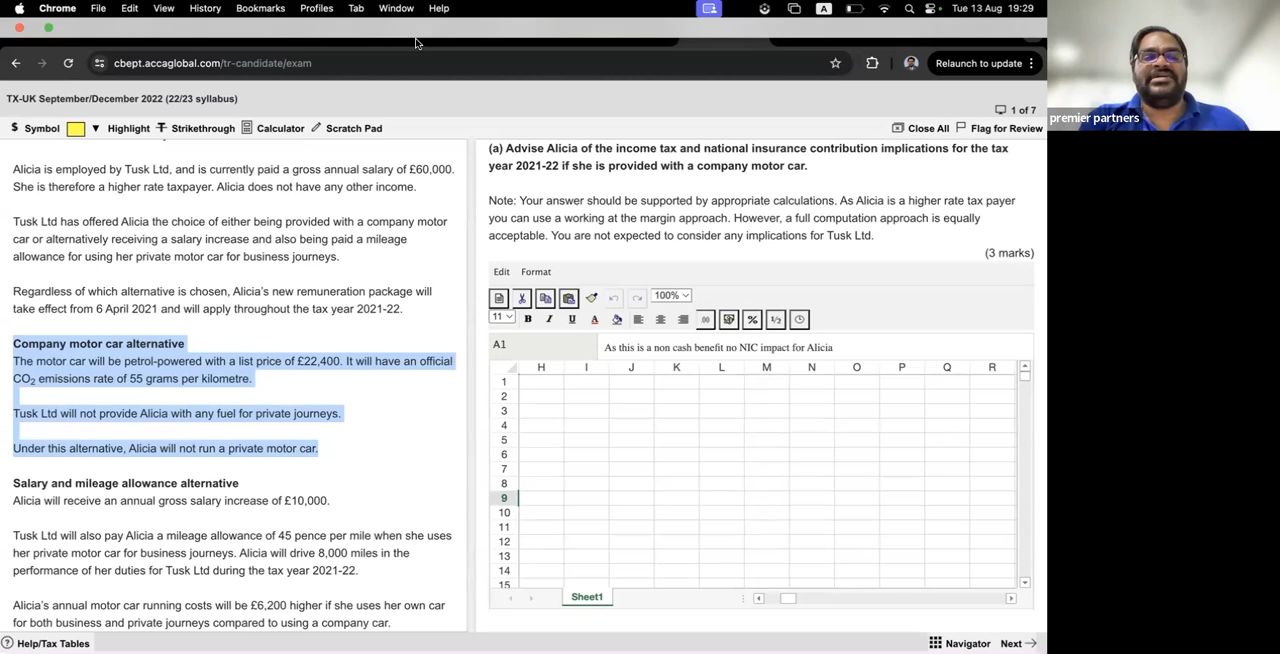 Chrome File Edit View History Bookmarks Profiles Tab Window Help A Tue 13 Aug 19:29
cbept.accaglobal.com/tr-candidate/exam Relaunch to update
TX-UK September/December 2022 (22/23 syllabus)
1 of 7
$ Symbol Highlight Strikethrough Calculator Scratch Pad Close All Flag for Review
Alicia is employed by Tusk Ltd, and is currently paid a gross annual salary of £60,000.
She is therefore a higher rate taxpayer. Alicia does not have any other income.
Tusk Ltd has offered Alicia the choice of either being provided with a company motor
car or alternatively receiving a salary increase and also being paid a mileage
allowance for using her private motor car for business journeys.
Regardless of which alternative is chosen, Alicia's new remuneration package will
take effect from 6 April 2021 and will apply throughout the tax year 2021-22.
Company motor car alternative
The motor car will be petrol-powered with a list price of £22,400. It will have an official
CO2 emissions rate of 55 grams per kilometre.
Tusk Ltd will not provide Alicia with any fuel for private journeys.
Under this alternative, Alicia will not run a private motor car.
Salary and mileage allowance alternative
Alicia will receive an annual gross salary increase of £10,000.
Tusk Ltd will also pay Alicia a mileage allowance of 45 pence per mile when she uses
her private motor car for business journeys. Alicia will drive 8,000 miles in the
performance of her duties for Tusk Ltd during the tax year 2021-22.
Alicia's annual motor car running costs will be £6,200 higher if she uses her own car
for both business and private journeys compared to using a company car.
(a) Advise Alicia of the income tax and national insurance contribution implications for the tax
year 2021-22 if she is provided with a company motor car.
Note: Your answer should be supported by appropriate calculations. As Alicia is a higher rate tax payer
you can use a working at the margin approach. However, a full computation approach is equally
acceptable. You are not expected to consider any implications for Tusk Ltd.
(3 marks)
Edit Format
100%
11 B I U A % 1/2
A1 As this is a non cash benefit no NIC impact for Alicia
H I J K L M N O P Q R
1
2
3
4
5
6
7
8
9
10
11
12
13
14
15
Sheet1
? Help/Tax Tables Navigator Next
premier partners